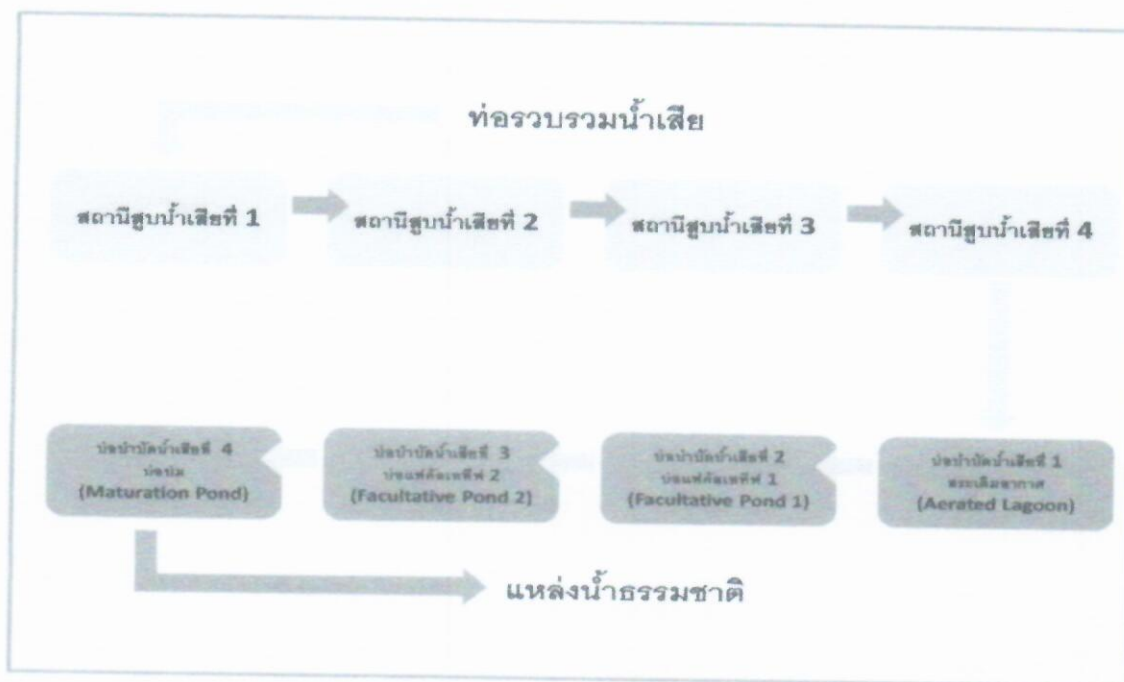 ท่อรวบรวมน้ำเสีย
สถานีสูบน้ำเสียที่ 1
สถานีสูบน้ำเสียที่ 2
สถานีสูบน้ำเสียที่ 3
สถานีสูบน้ำเสียที่ 4
บ่อบำบัดน้ำเสียที่ 4
บ่อบ่ม
(Maturation Pond)
บ่อบำบัดน้ำเสียที่ 3
บ่อแฟคัลเททีฟ 2
(Facultative Pond 2)
บ่อบำบัดน้ำเสียที่ 2
บ่อแฟคัลเททีฟ 1
(Facultative Pond 1)
บ่อบำบัดน้ำเสียที่ 1
สระเติมอากาศ
(Aerated Lagoon)
แหล่งน้ำธรรมชาติ